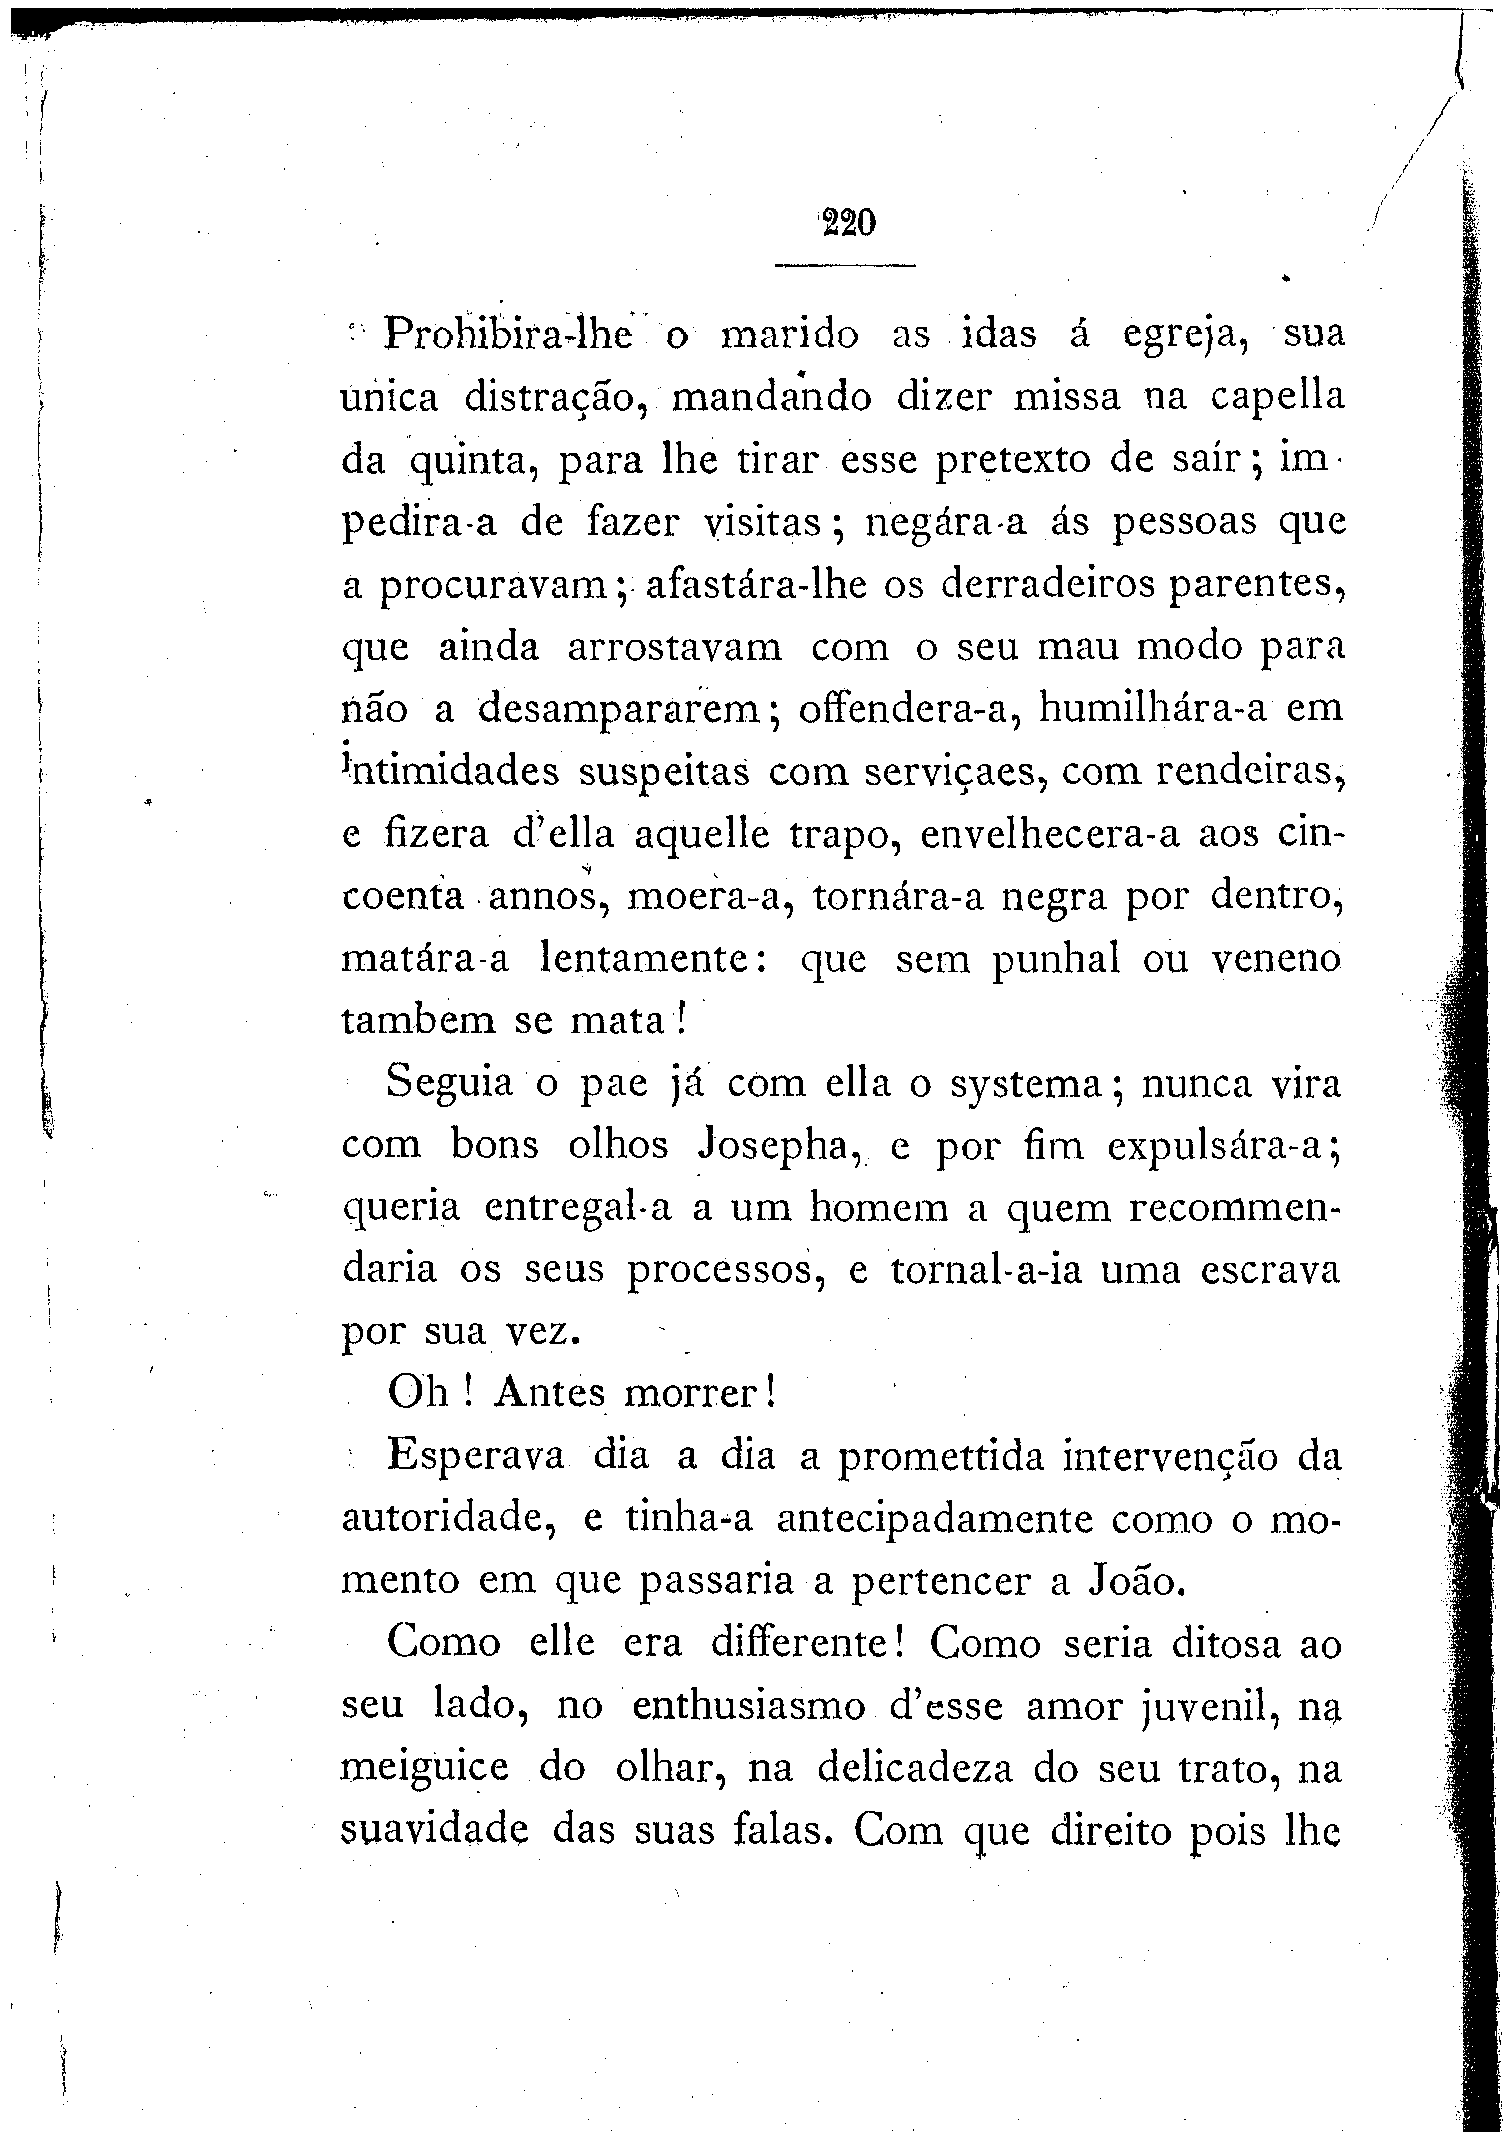 220
Prohibira-lhe o marido as idas á egreja, sua
unica distração, mandando dizer missa na capella
da quinta, para lhe tirar esse pretexto de saír; im-
pedira-a de fazer visitas; negára-a ás pessoas que
a procuravam; afastára-lhe os derradeiros parentes,
que ainda arrostavam com o seu mau modo para
não a desampararem; offendera-a, humilhára-a em
intimidades suspeitas com serviçaes, com rendeiras,
e fizera d'ella aquelle trapo, envelhecera-a aos cin-
coenta annos, moera-a, tornára-a negra por dentro,
matára-a lentamente: que sem punhal ou veneno
tambem se mata!
Seguia o pae já com ella o systema; nunca vira
com bons olhos Josepha, e por fim expulsára-a;
queria entregal-a a um homem a quem recommen-
daria os seus processos, e tornal-a-ia uma escrava
por sua vez.
Oh! Antes morrer!
Esperava dia a dia a promettida intervenção da
autoridade, e tinha-a antecipadamente como o mo-
mento em que passaria a pertencer a João.
Como elle era differente! Como seria ditosa ao
seu lado, no enthusiasmo d'esse amor juvenil, na
meiguice do olhar, na delicadeza do seu trato, na
suavidade das suas falas. Com que direito pois lhe